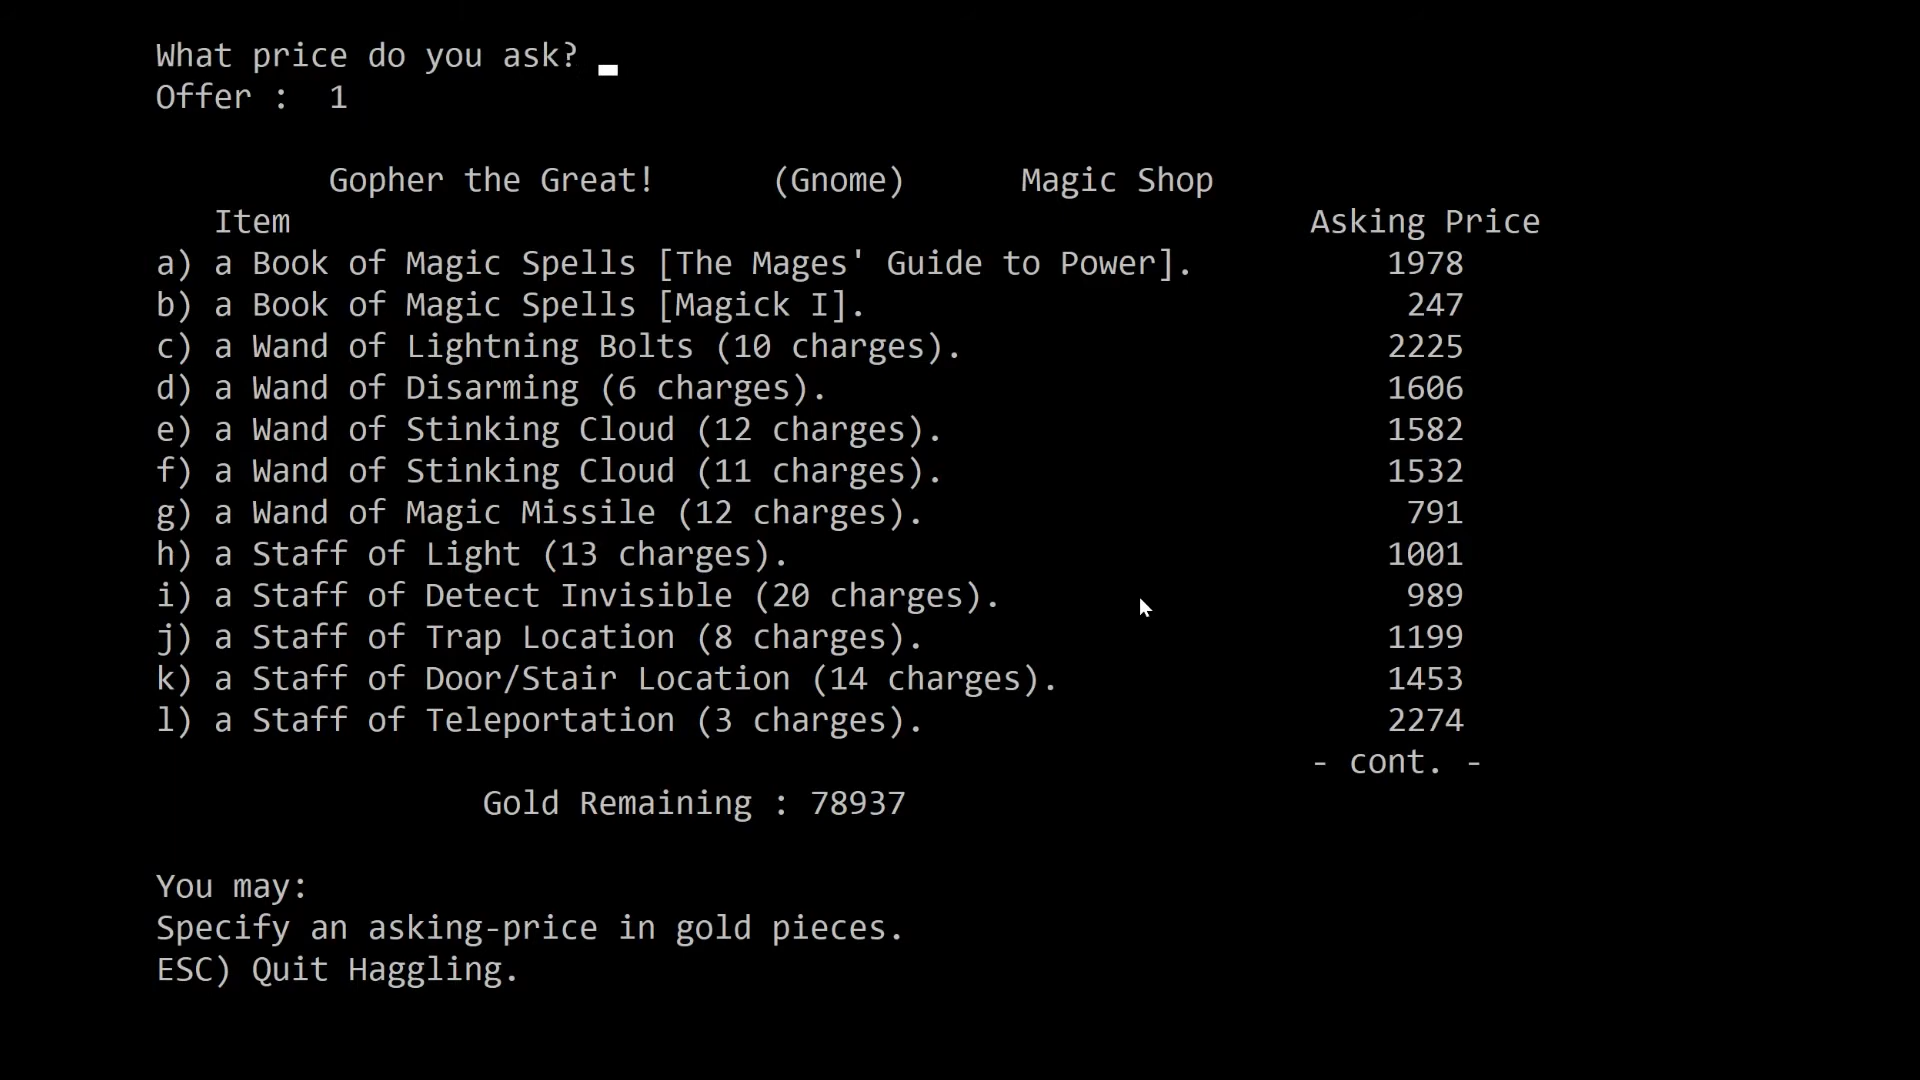 What price do you ask?
Offer :  1
Gopher the Great!      (Gnome)      Magic Shop
Item                                                     Asking Price
a) a Book of Magic Spells [The Mages' Guide to Power].          1978
b) a Book of Magic Spells [Magick I].                            247
c) a Wand of Lightning Bolts (10 charges).                      2225
d) a Wand of Disarming (6 charges).                             1606
e) a Wand of Stinking Cloud (12 charges).                       1582
f) a Wand of Stinking Cloud (11 charges).                       1532
g) a Wand of Magic Missile (12 charges).                         791
h) a Staff of Light (13 charges).                               1001
i) a Staff of Detect Invisible (20 charges).                     989
j) a Staff of Trap Location (8 charges).                        1199
k) a Staff of Door/Stair Location (14 charges).                 1453
l) a Staff of Teleportation (3 charges).                        2274
- cont. -
Gold Remaining : 78937
You may:
Specify an asking-price in gold pieces.
ESC) Quit Haggling.